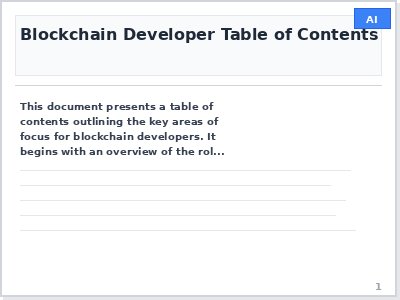 AI
Blockchain Developer Table of Contents
This document presents a table of
contents outlining the key areas of
focus for blockchain developers. It
begins with an overview of the rol...
1